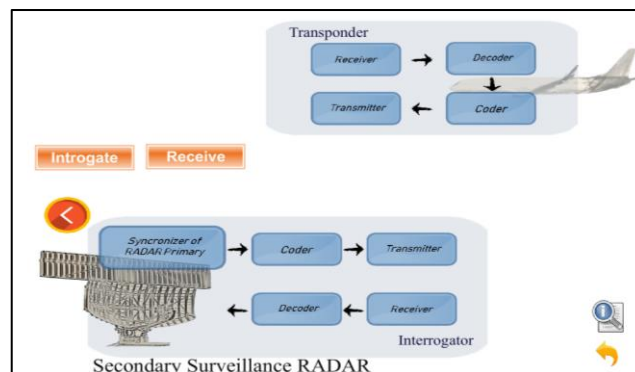 Transponder
Receiver
Decoder
Transmitter
Coder
Introgate
Receive
Syncronizer of
RADAR Primary
Coder
Transmitter
Decoder
Receiver
Interrogator
Secondary Surveillance RADAR